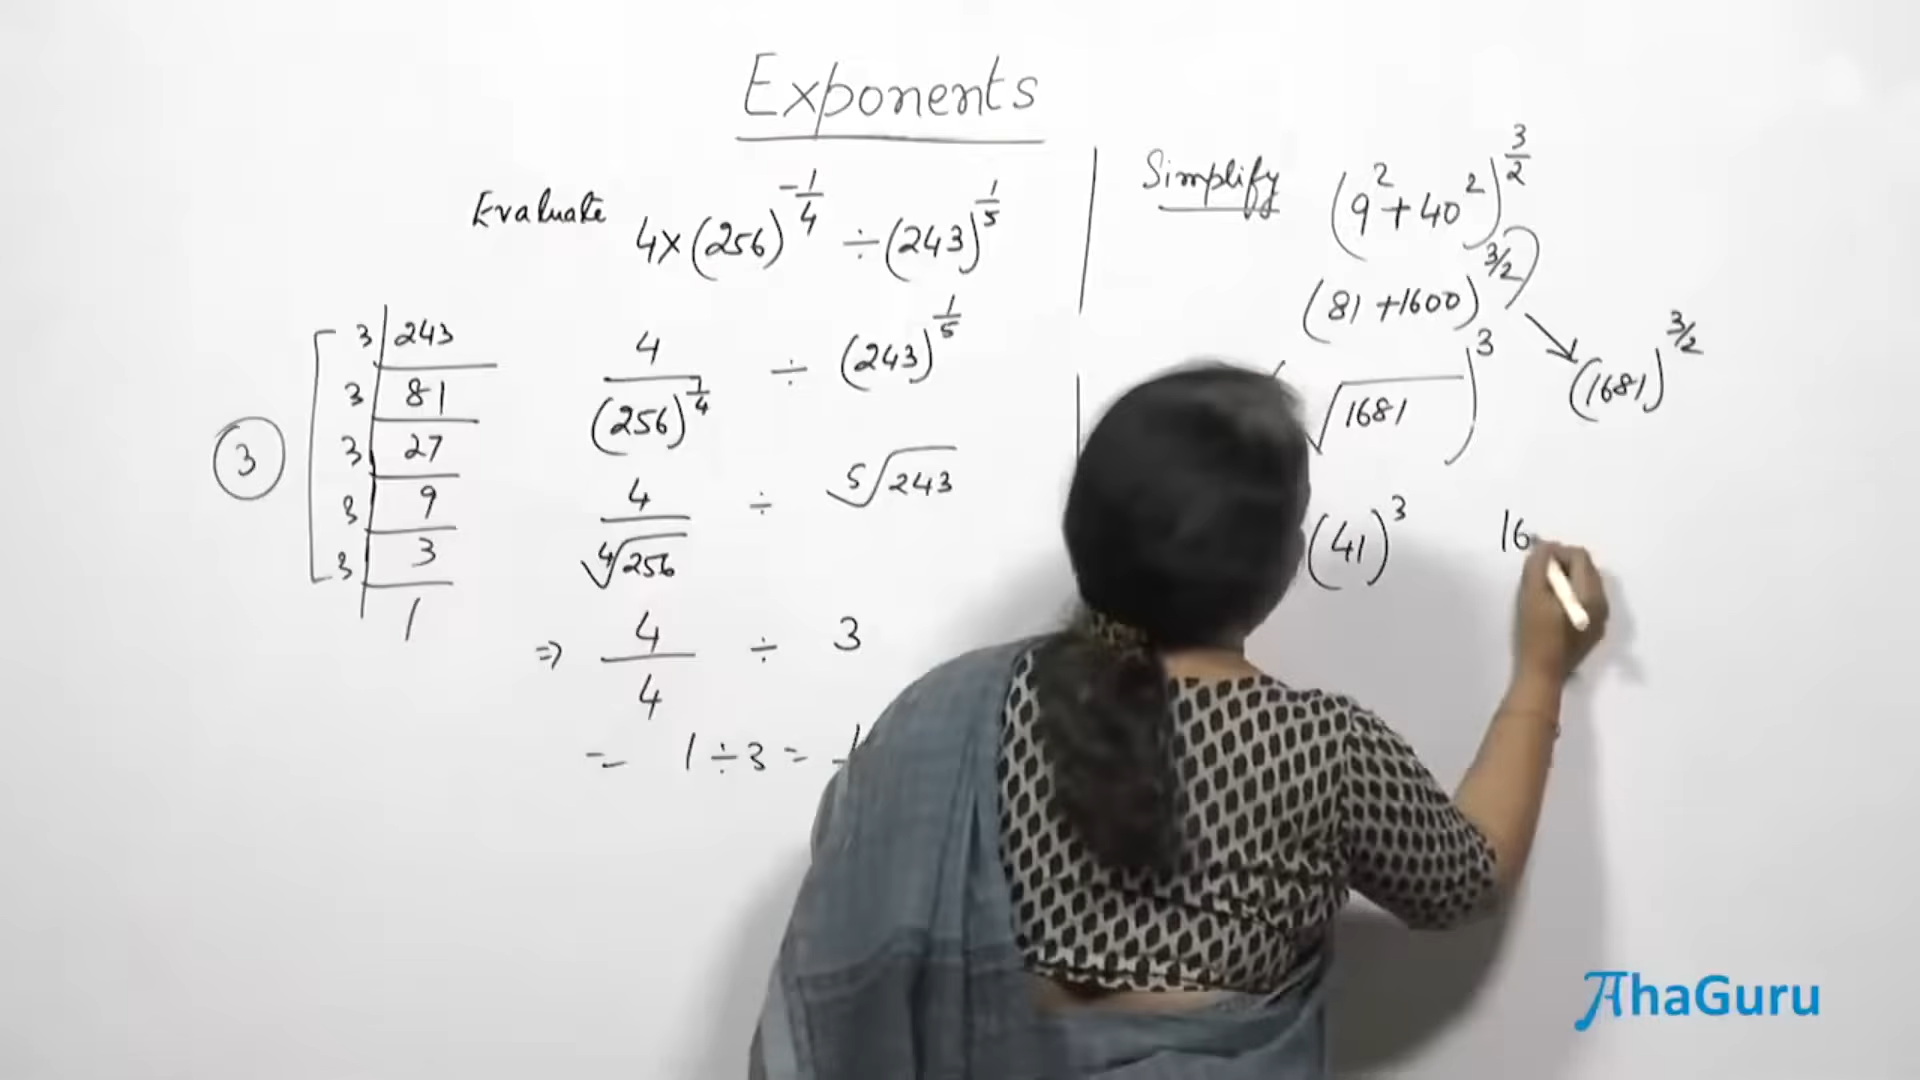 Exponents
Evaluate 4×(256)^{-1/4} ÷ (243)^{1/5}
3 | 243
3 | 81
3 | 27
3 | 9
3 | 3
1
3
4/(256)^{1/4} ÷ (243)^{1/5}
4/∜256 ÷ ⁵√243
⇒ 4/4 ÷ 3
= 1 ÷ 3 =
Simplify (9² + 40²)^{3/2}
(81 + 1600)^{3/2}
(1681)^{3/2}
(√1681)³
(41)³
16
AhaGuru